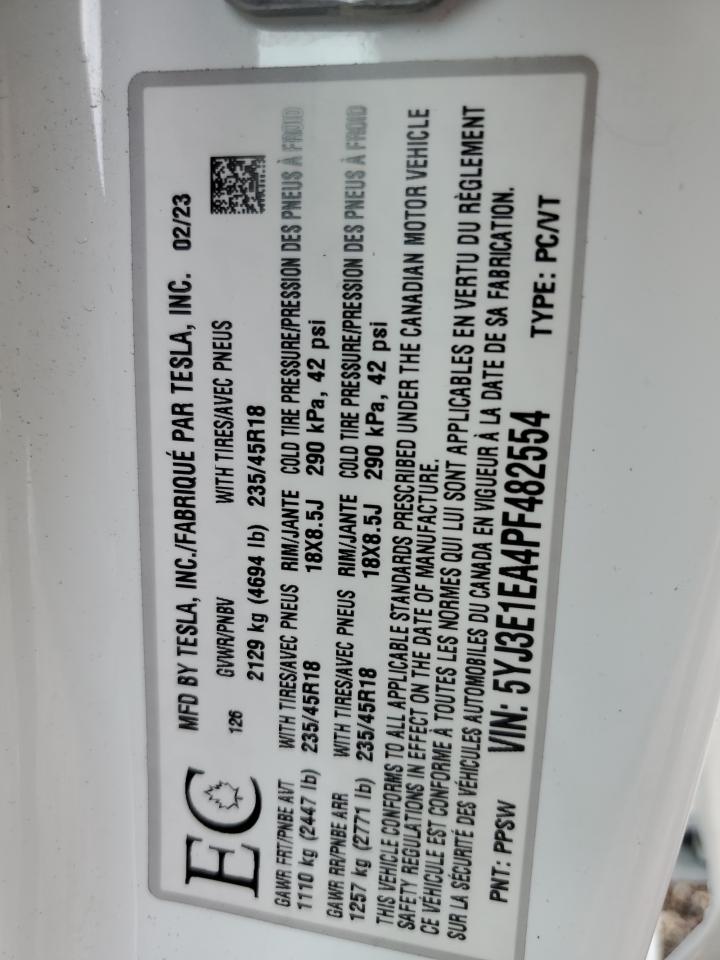 EC
MFD BY TESLA, INC./FABRIQUÉ PAR TESLA, INC. 02/23
126 GVWR/PNBV WITH TIRES/AVEC PNEUS
2129 kg (4694 lb) 235/45R18
GAWR FRT/PNBE AVT WITH TIRES/AVEC PNEUS RIM/JANTE COLD TIRE PRESSURE/PRESSION DES PNEUS À FROID
1110 kg (2447 lb) 235/45R18 18X8.5J 290 kPa, 42 psi
GAWR RR/PNBE ARR WITH TIRES/AVEC PNEUS RIM/JANTE COLD TIRE PRESSURE/PRESSION DES PNEUS À FROID
1257 kg (2771 lb) 235/45R18 18X8.5J 290 kPa, 42 psi
THIS VEHICLE CONFORMS TO ALL APPLICABLE STANDARDS PRESCRIBED UNDER THE CANADIAN MOTOR VEHICLE
SAFETY REGULATIONS IN EFFECT ON THE DATE OF MANUFACTURE.
CE VÉHICULE EST CONFORME À TOUTES LES NORMES QUI LUI SONT APPLICABLES EN VERTU DU RÈGLEMENT
SUR LA SÉCURITÉ DES VÉHICULES AUTOMOBILES DU CANADA EN VIGUEUR À LA DATE DE SA FABRICATION.
PNT: PPSW VIN: 5YJ3E1EA4PF482554 TYPE: PC/VT